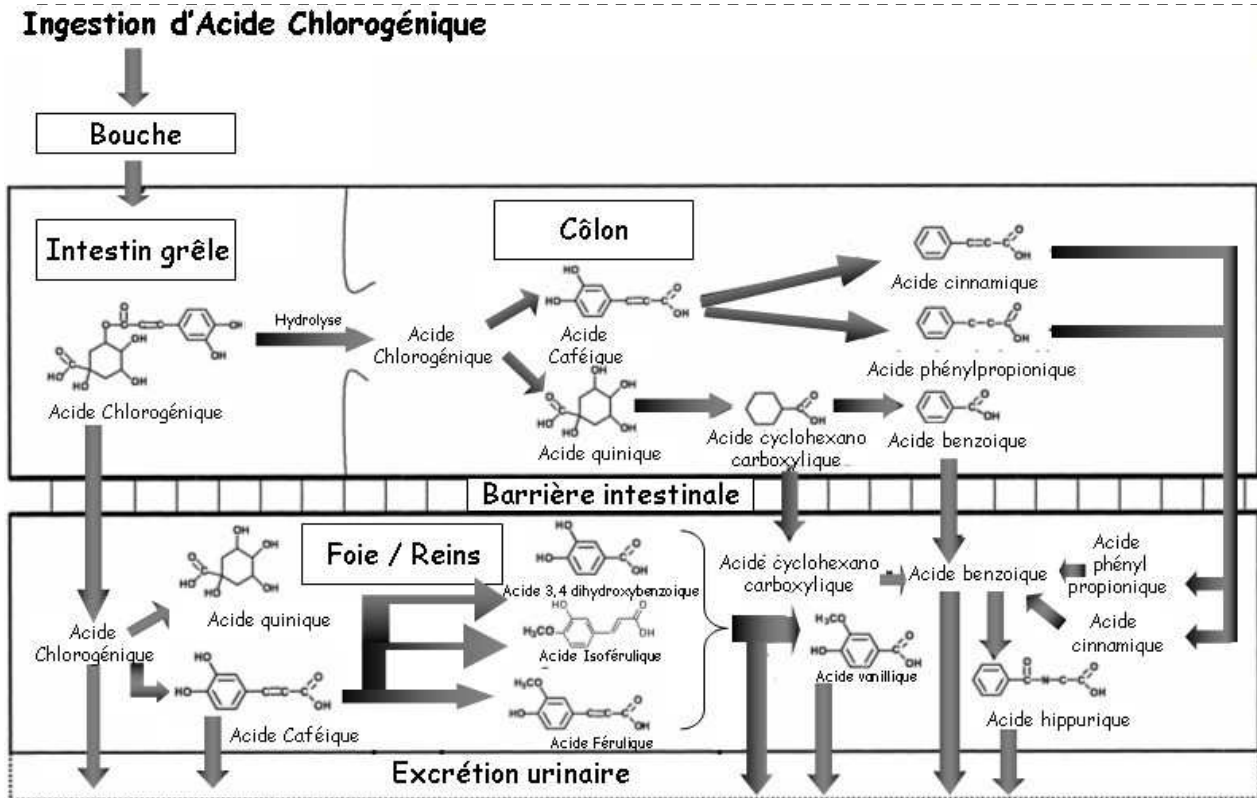 Ingestion d'Acide Chlorogénique
Bouche
Intestin grêle
Côlon
Hydrolyse
Acide Chlorogénique
Acide
Chlorogénique
Acide
Caféique
Acide quinique
Acide cinnamique
Acide phénylpropionique
Acide cyclohexano
carboxylique
Acide benzoique
Barrière intestinale
Foie / Reins
Acide
Chlorogénique
Acide quinique
Acide Caféique
Acide 3,4 dihydroxybenzoique
Acide Isoférulique
Acide Férulique
Acide cyclohexano
carboxylique
Acide vanillique
Acide benzoique
Acide
phényl
propionique
Acide
cinnamique
Acide hippurique
Excrétion urinaire